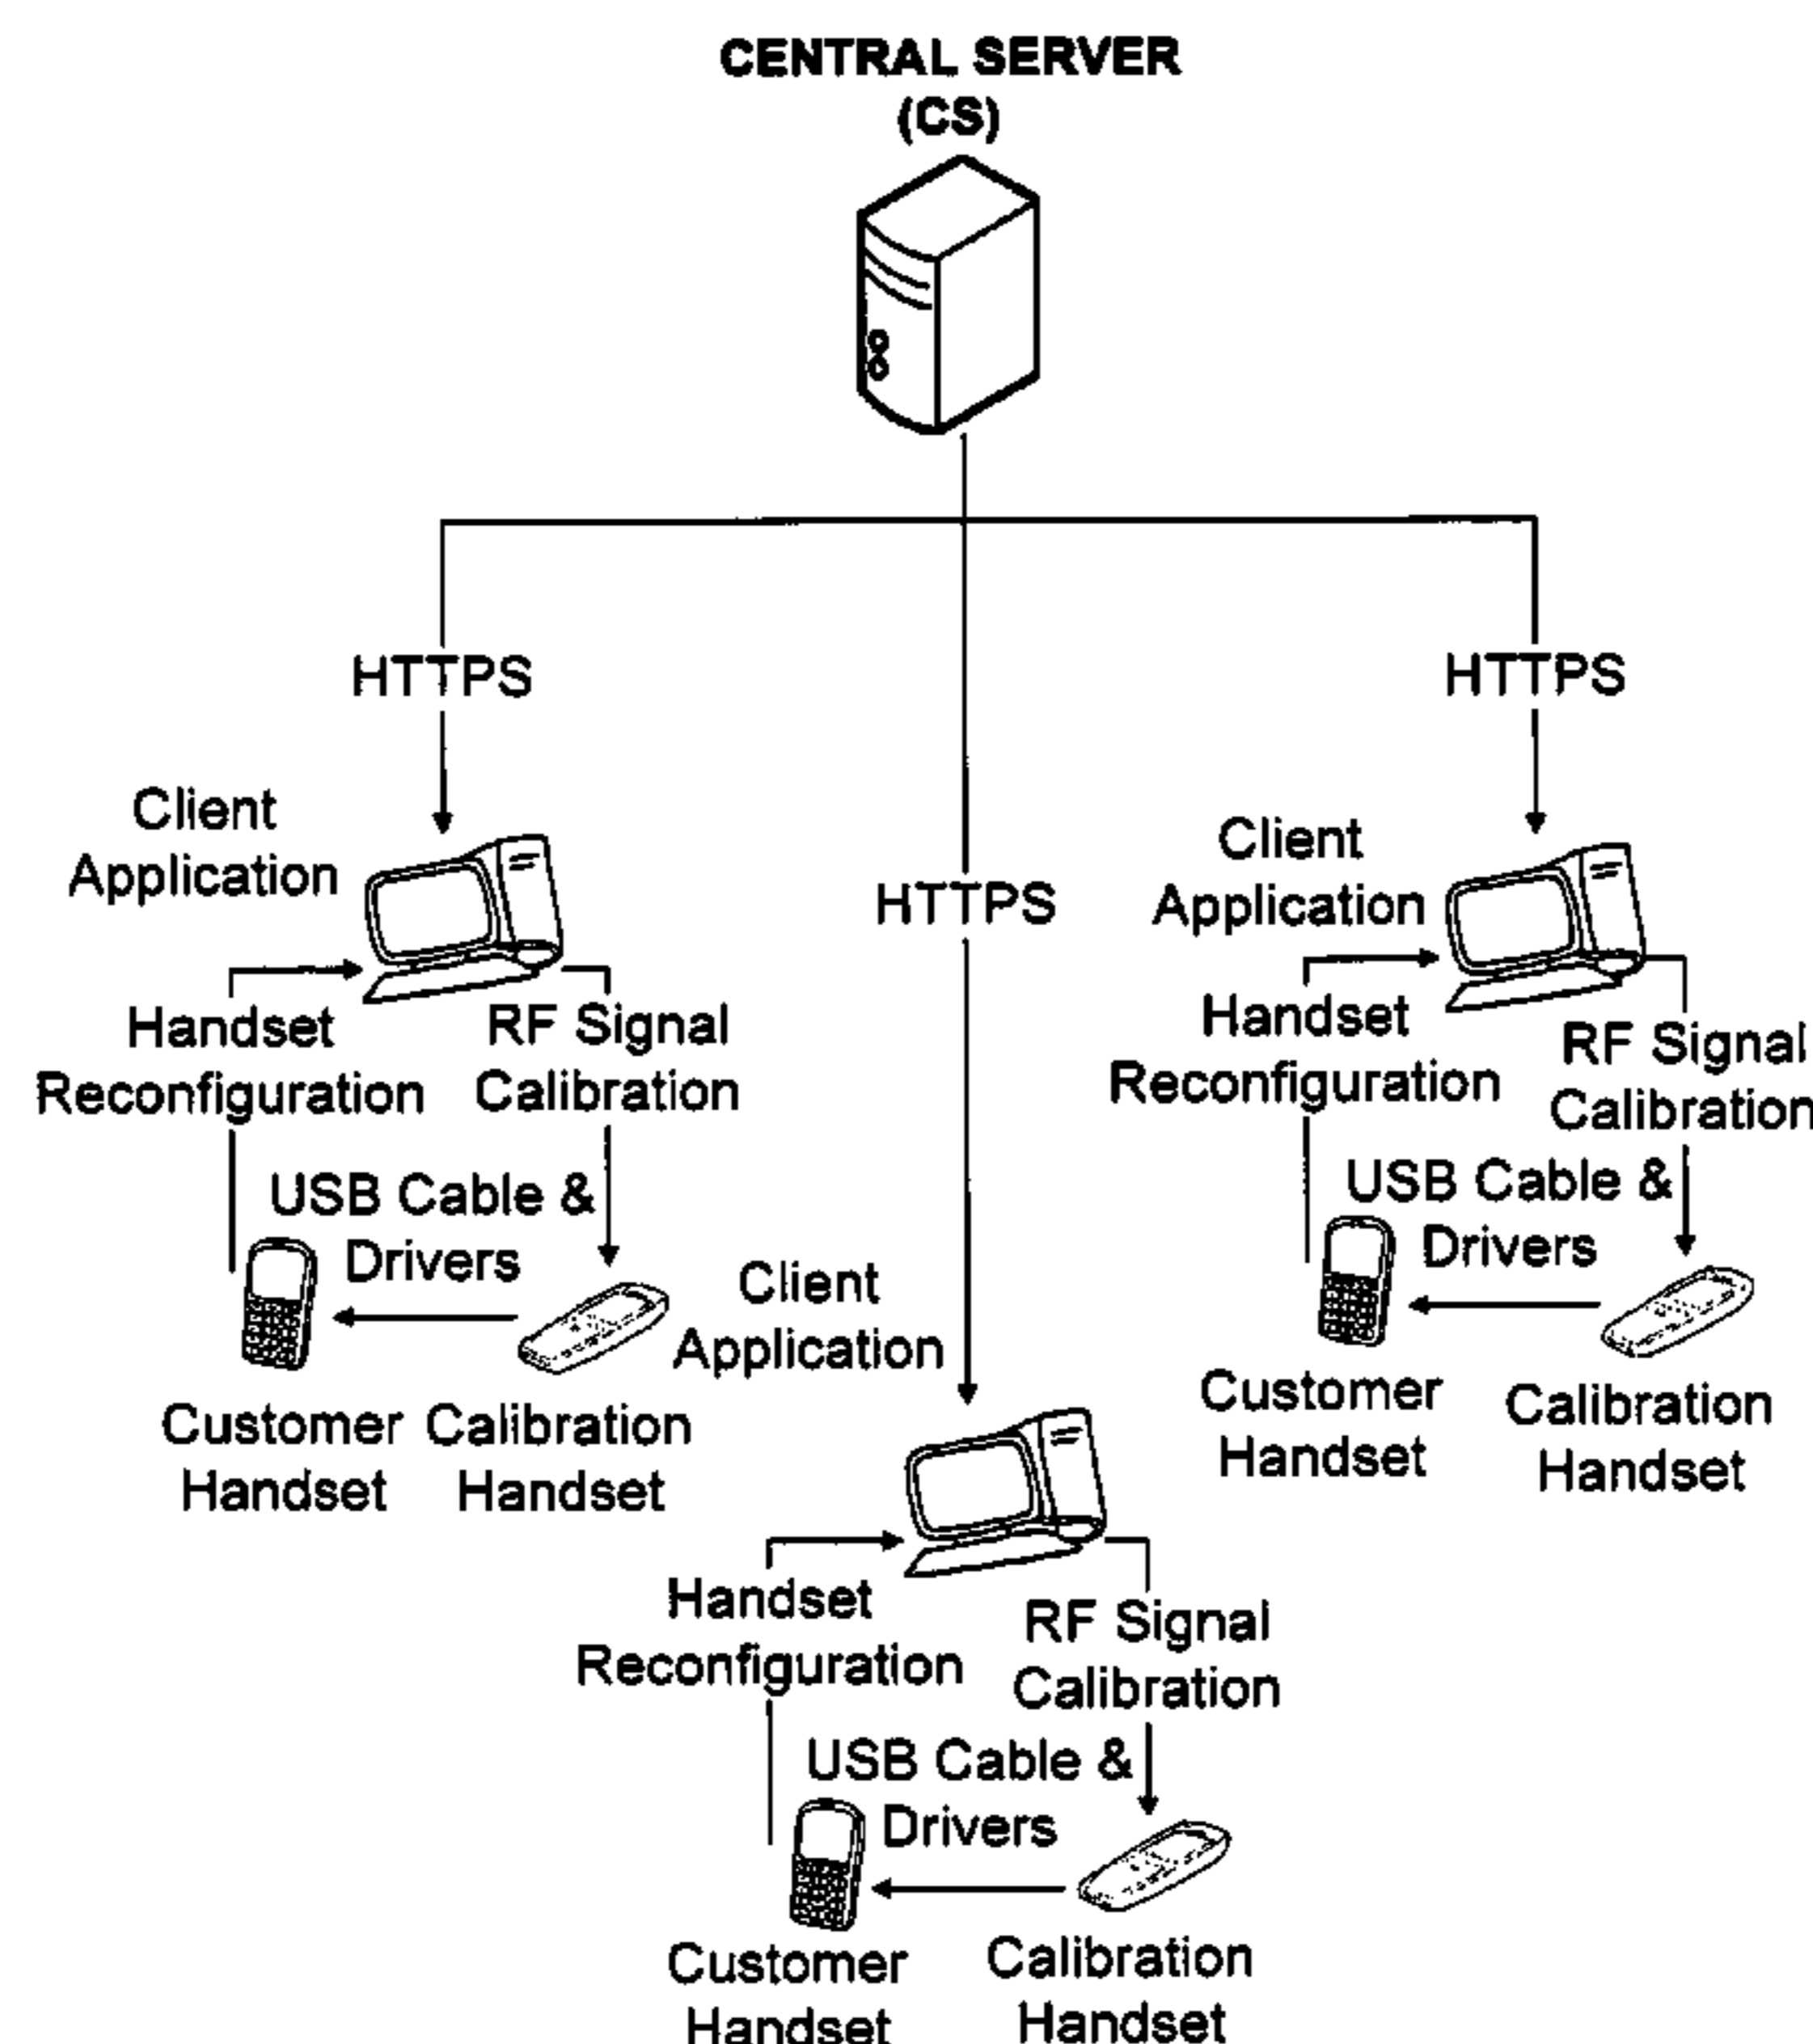 CENTRAL SERVER
(CS)
HTTPS
HTTPS
Client
Application
HTTPS
Client
Application
Handset
Reconfiguration
RF Signal
Calibration
USB Cable &
Drivers
Customer
Handset
Calibration
Handset
Handset
Reconfiguration
RF Signal
Calibration
USB Cable &
Drivers
Customer
Handset
Calibration
Handset
Client
Application
Handset
Reconfiguration
RF Signal
Calibration
USB Cable &
Drivers
Customer
Handset
Calibration
Handset